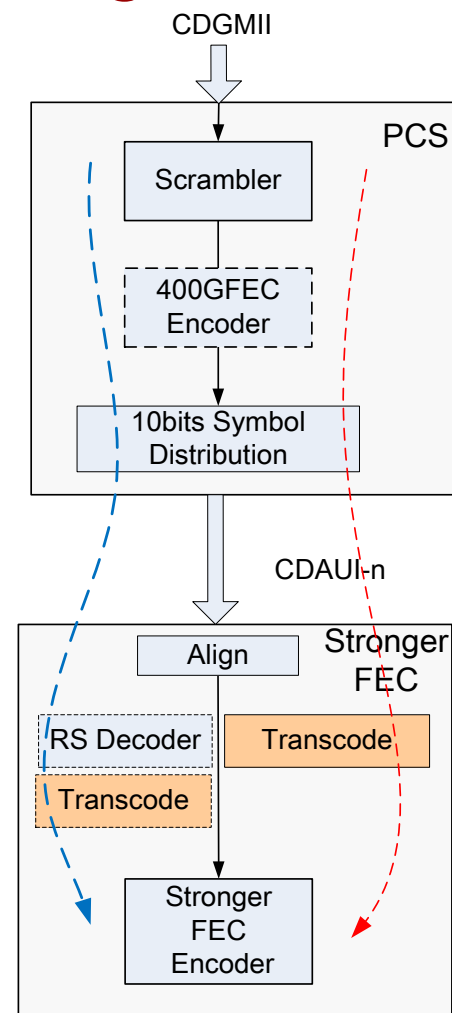 CDGMII
PCS
Scrambler
400GFEC
Encoder
10bits Symbol
Distribution
CDAUI-n
Stronger
FEC
Align
RS Decoder
Transcode
Transcode
Stronger
FEC
Encoder